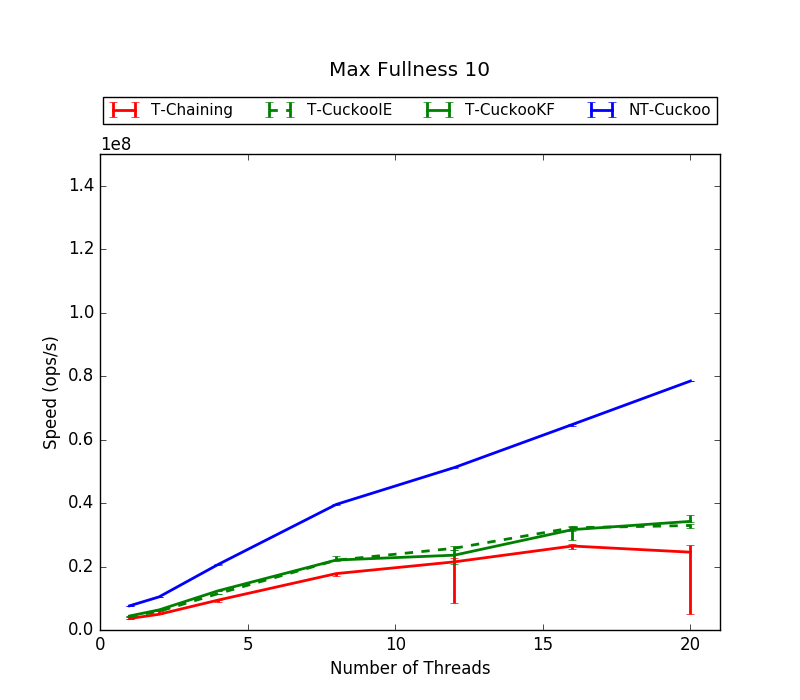 Max Fullness 10
T-Chaining T-CuckooIE T-CuckooKF NT-Cuckoo
1e8
1.4
1.2
1.0
0.8
0.6
0.4
0.2
0.0
Speed (ops/s)
0 5 10 15 20
Number of Threads